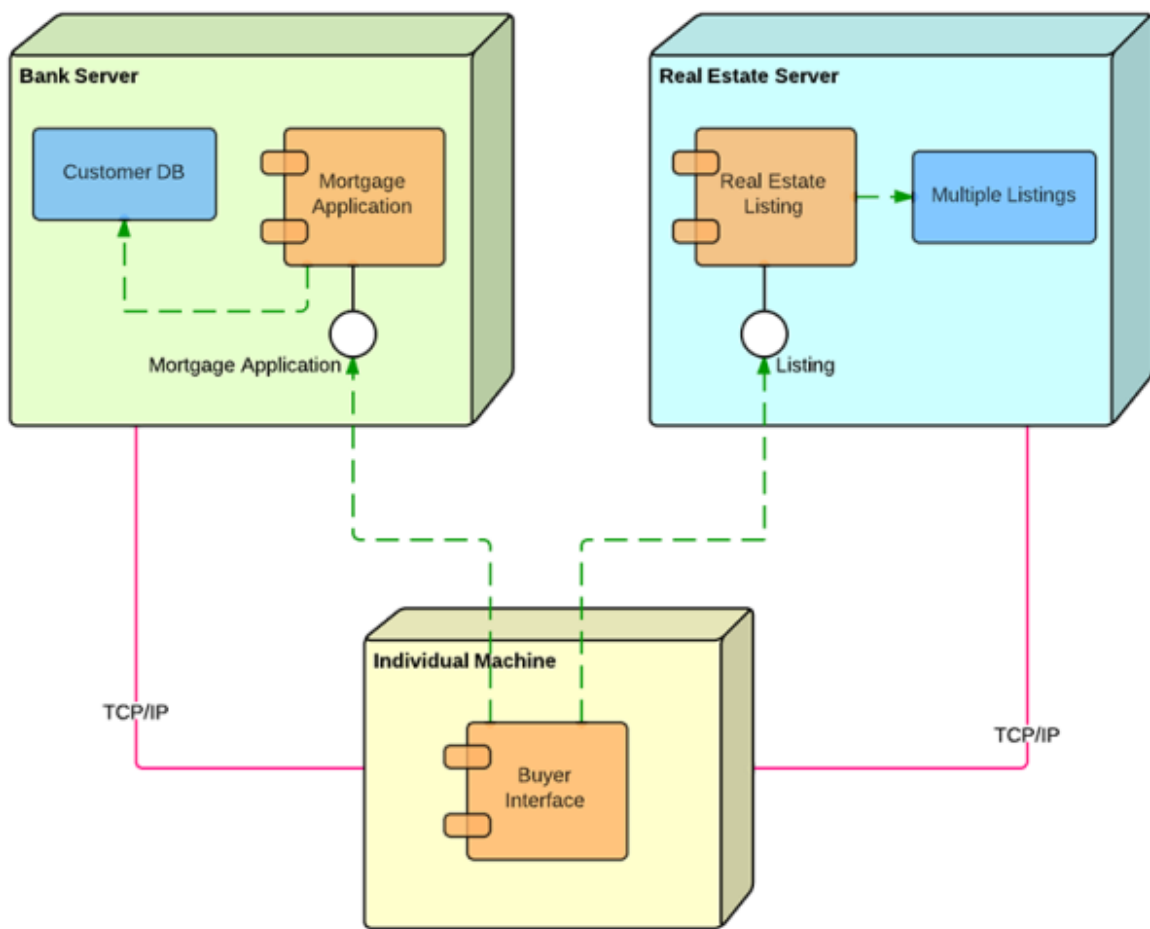 Bank Server
Customer DB
Mortgage
Application
Mortgage Application
Real Estate Server
Real Estate
Listing
Multiple Listings
Listing
TCP/IP
TCP/IP
Individual Machine
Buyer
Interface